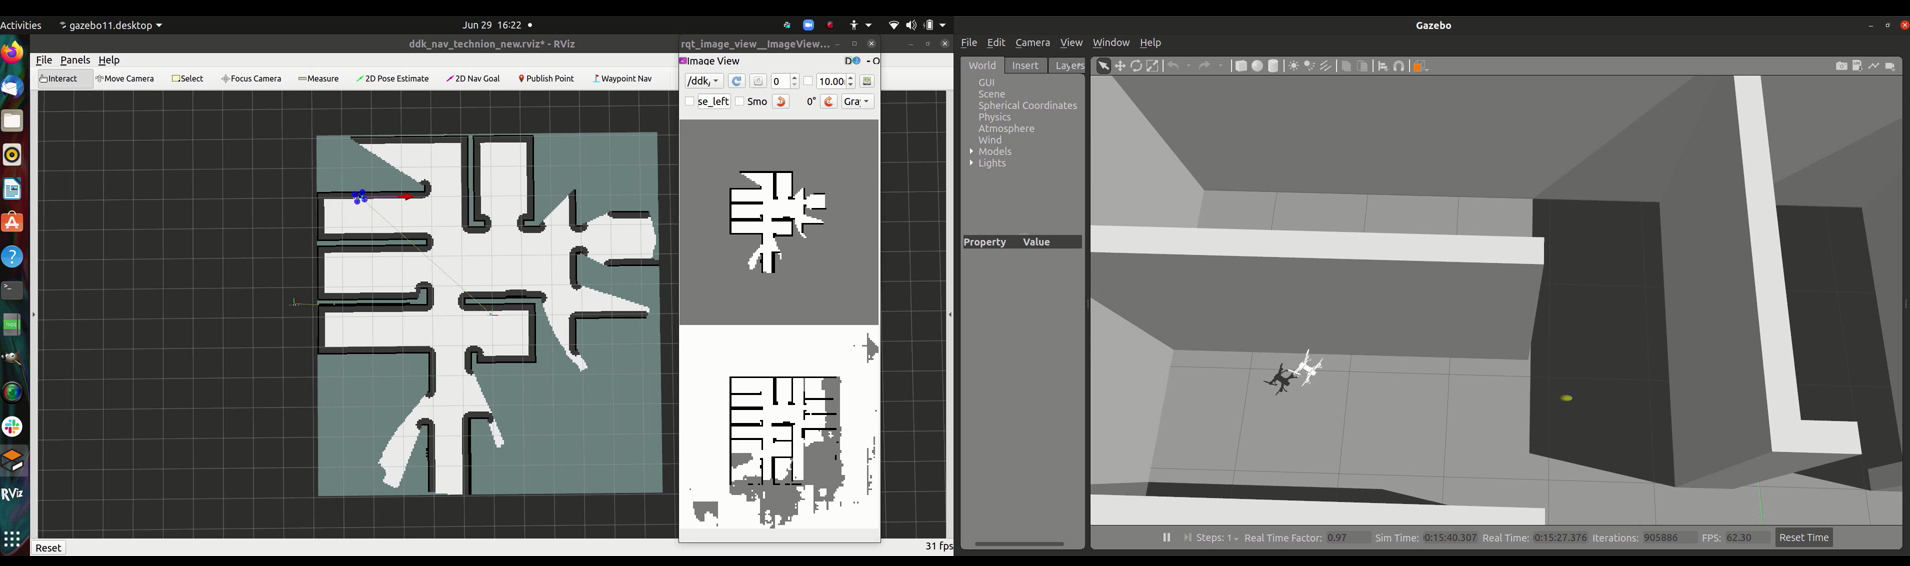 Activities
gazebo11.desktop
Jun 29 16:22
ddk_nav_technion_new.rviz* - RViz
File Panels Help
Interact Move Camera Select Focus Camera Measure 2D Pose Estimate 2D Nav Goal Publish Point Waypoint Nav
Reset
31 fps
RViz
rqt_image_view__ImageView...
Image View
D - O
/ddk, 0 10.00
se_left Smo 0° Gra
Gazebo
File Edit Camera View Window Help
World Insert Layers
GUI
Scene
Spherical Coordinates
Physics
Atmosphere
Wind
Models
Lights
Property Value
Steps: 1 Real Time Factor: 0.97 Sim Time: 0:15:40.307 Real Time: 0:15:27.376 Iterations: 905886 FPS: 62.30 Reset Time